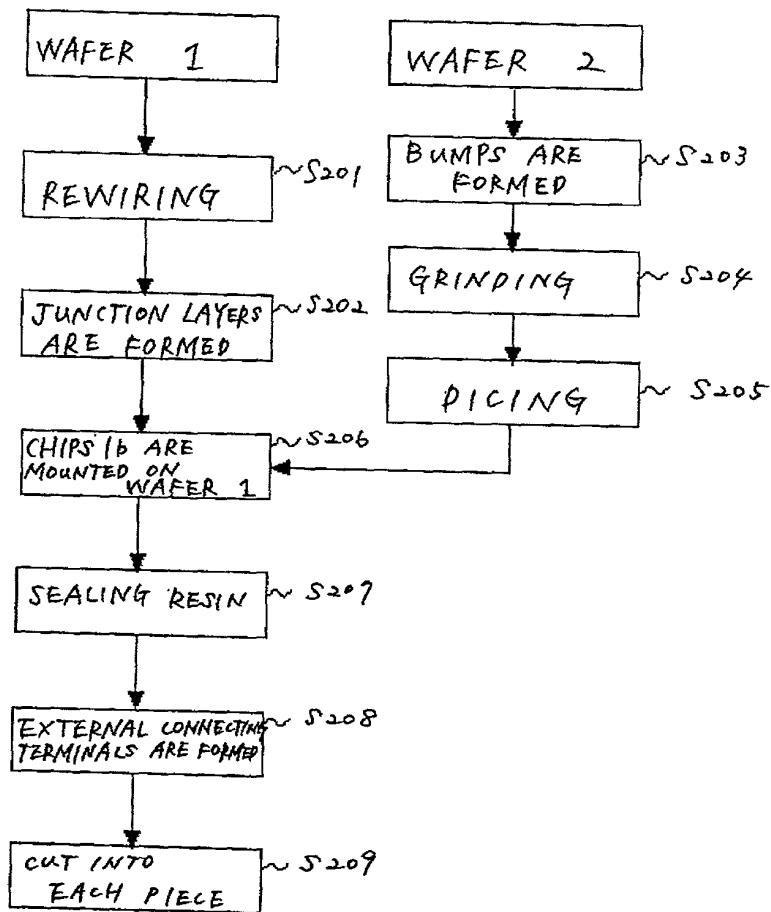 WAFER 1
REWIRING
~S201
JUNCTION LAYERS
ARE FORMED
~S202
WAFER 2
BUMPS ARE
FORMED
~S203
GRINDING
~S204
DICING
~S205
CHIPS 1b ARE
MOUNTED ON
WAFER 1
~S206
SEALING RESIN
~S207
EXTERNAL CONNECTING
TERMINALS ARE FORMED
~S208
CUT INTO
EACH PIECE
~S209